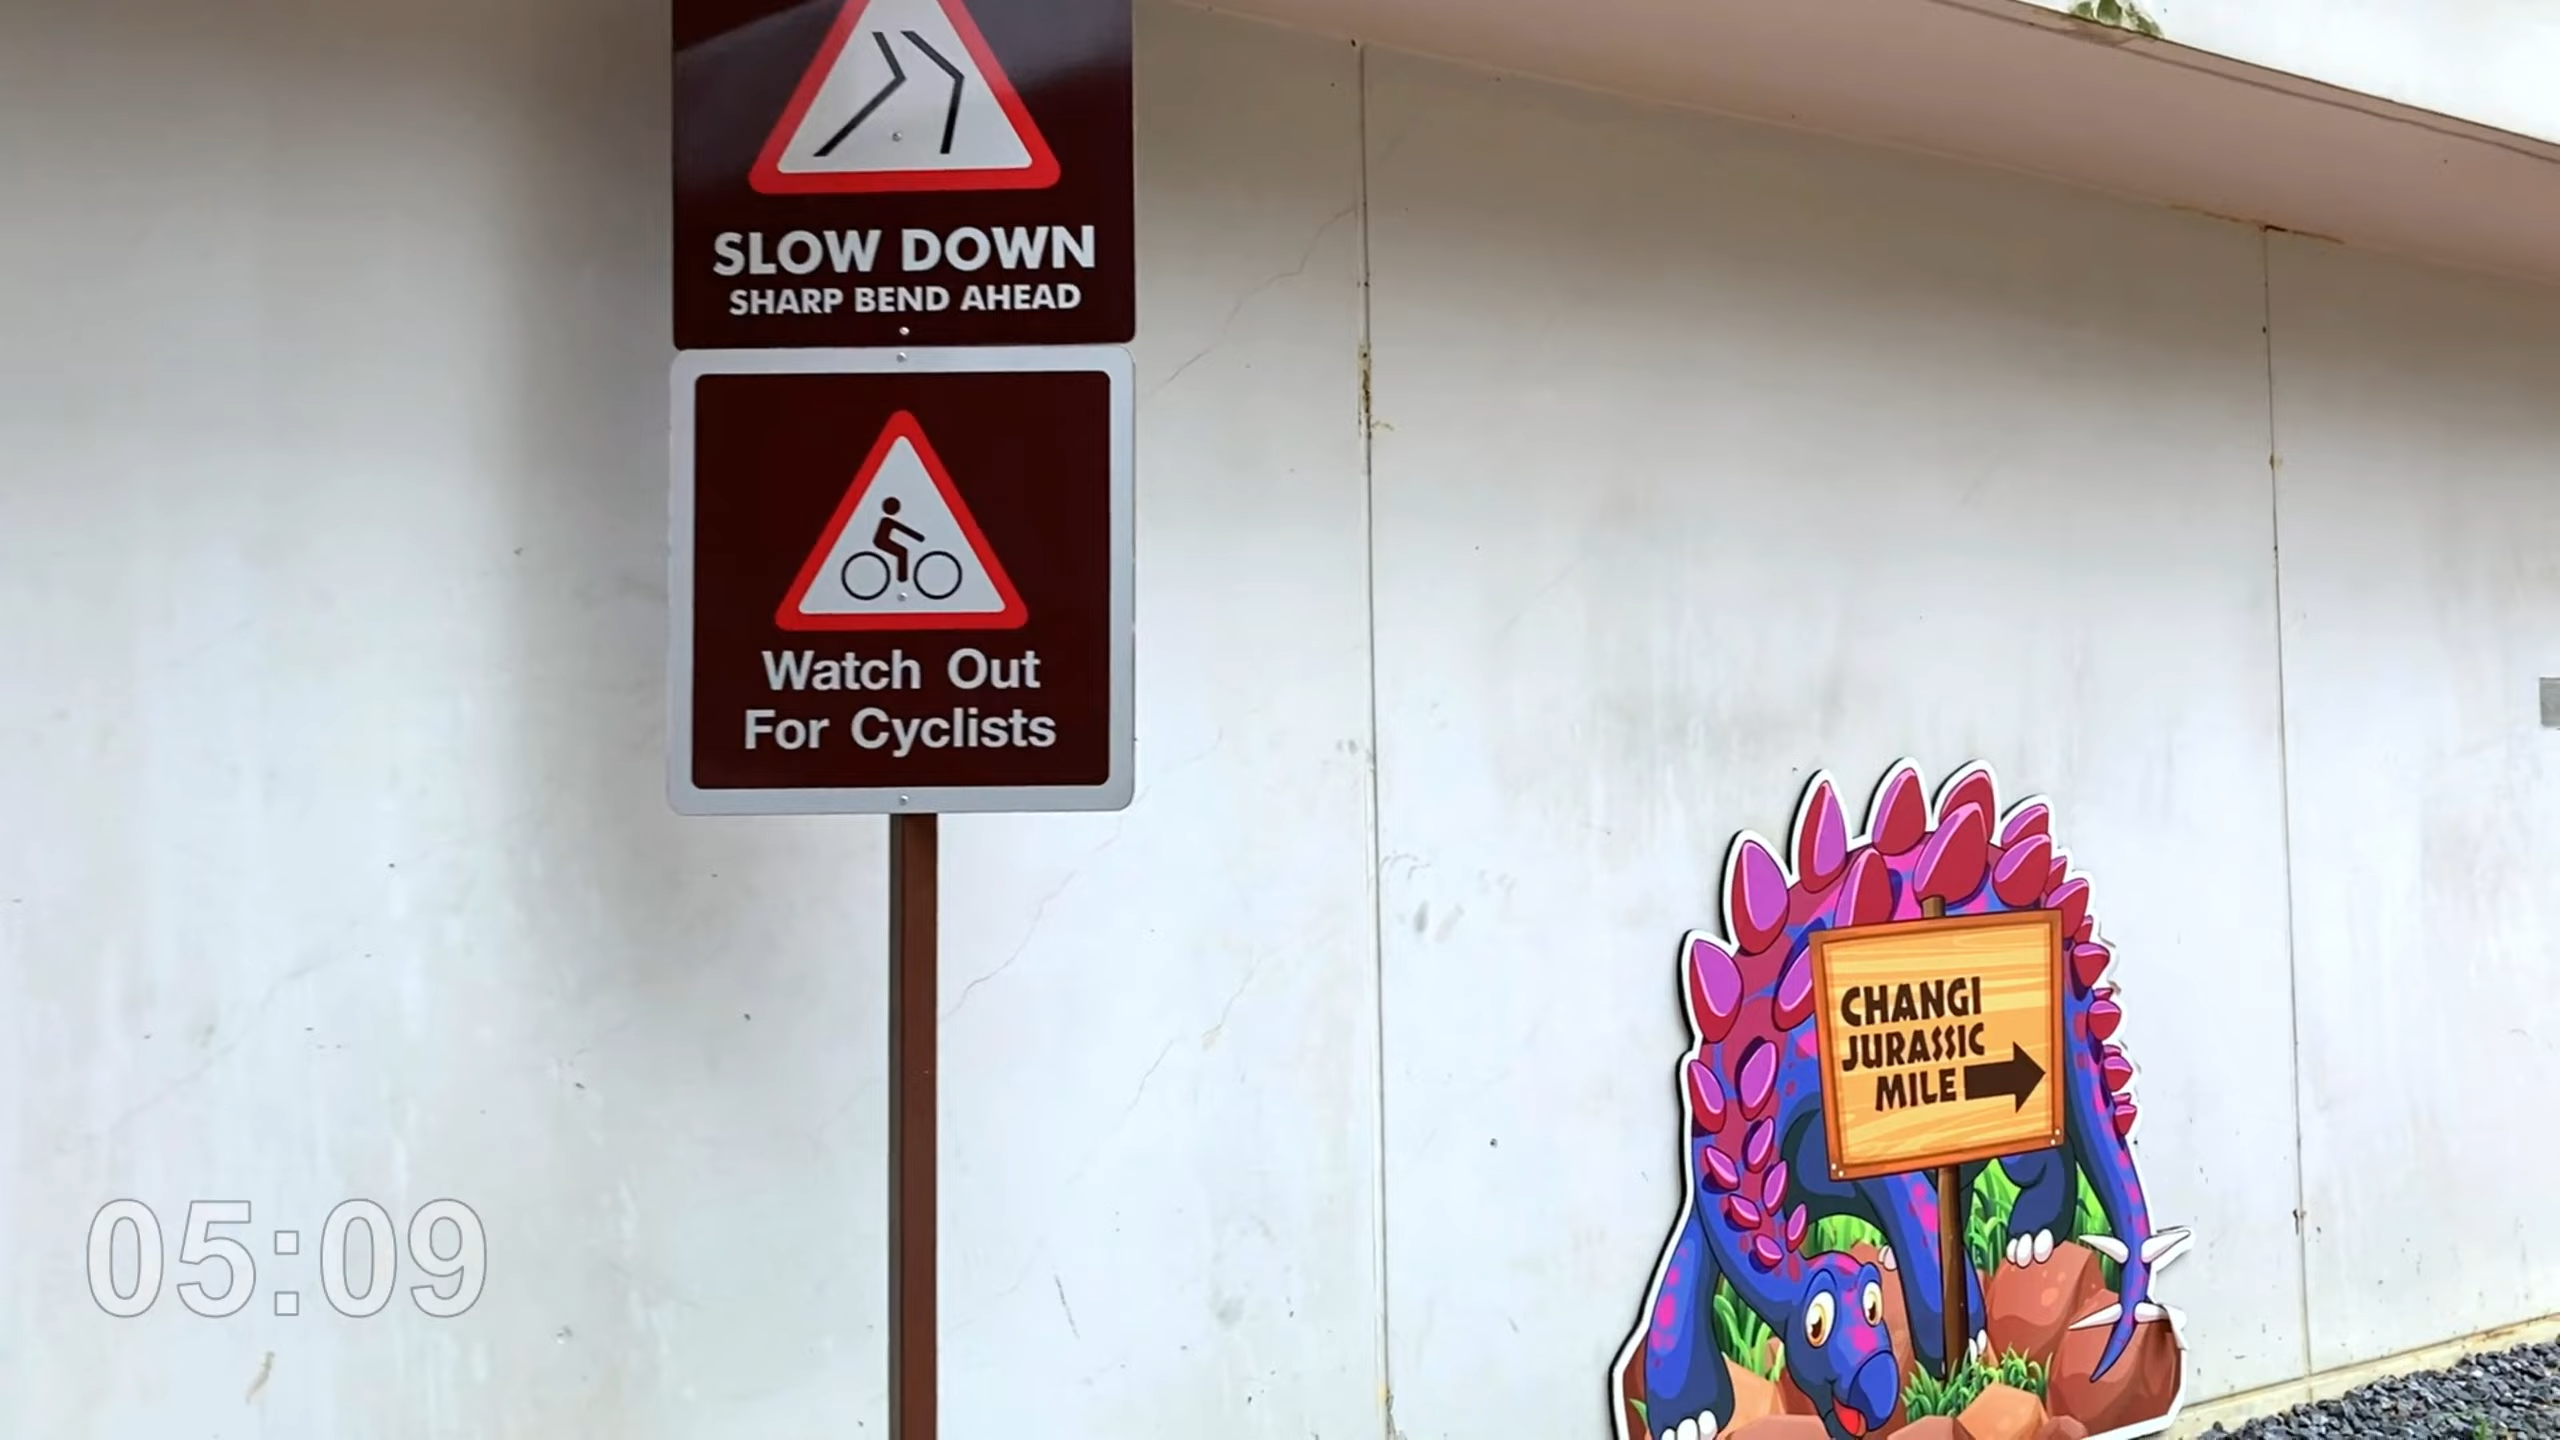 SLOW DOWN
SHARP BEND AHEAD
Watch Out
For Cyclists
CHANGI
JURASSIC
MILE
05:09